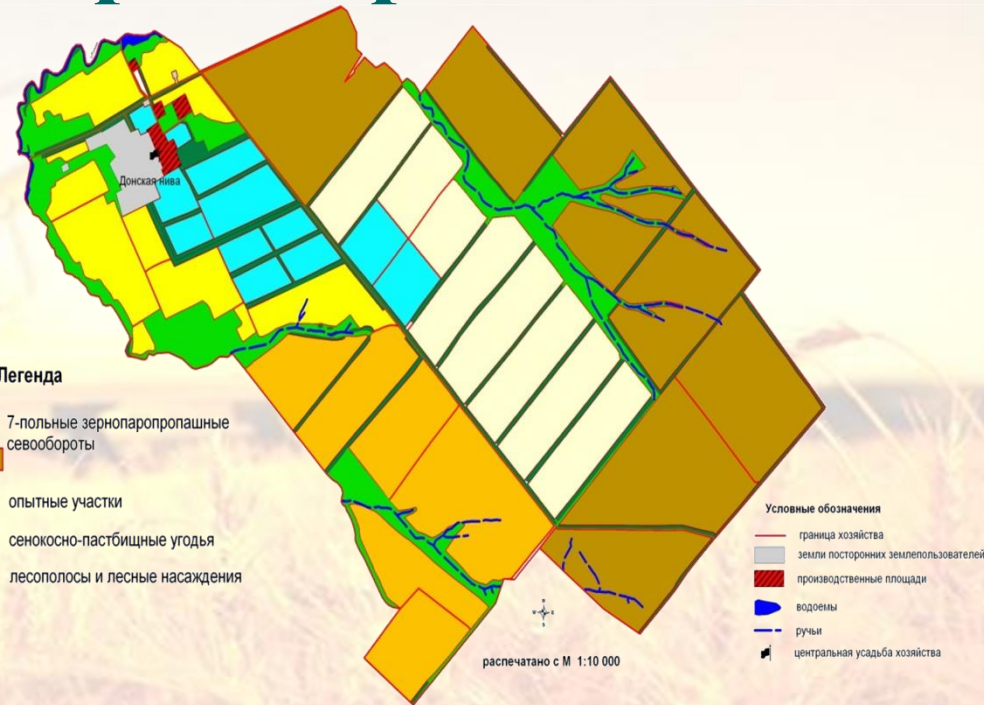 Донская нива
Легенда
7-польные зернопаропропашные
севообороты
опытные участки
сенокосно-пастбищные угодья
лесополосы и лесные насаждения
Условные обозначения
граница хозяйства
земли посторонних землепользователей
производственные площади
водоемы
ручьи
центральная усадьба хозяйства
распечатано с М 1:10 000